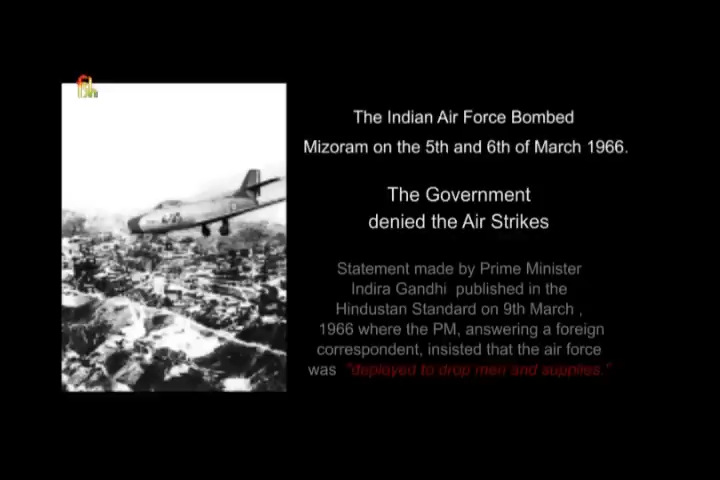 The Indian Air Force Bombed
Mizoram on the 5th and 6th of March 1966.
The Government
denied the Air Strikes
Statement made by Prime Minister
Indira Gandhi published in the
Hindustan Standard on 9th March ,
1966 where the PM, answering a foreign
correspondent, insisted that the air force
was "deployed to drop men and supplies."